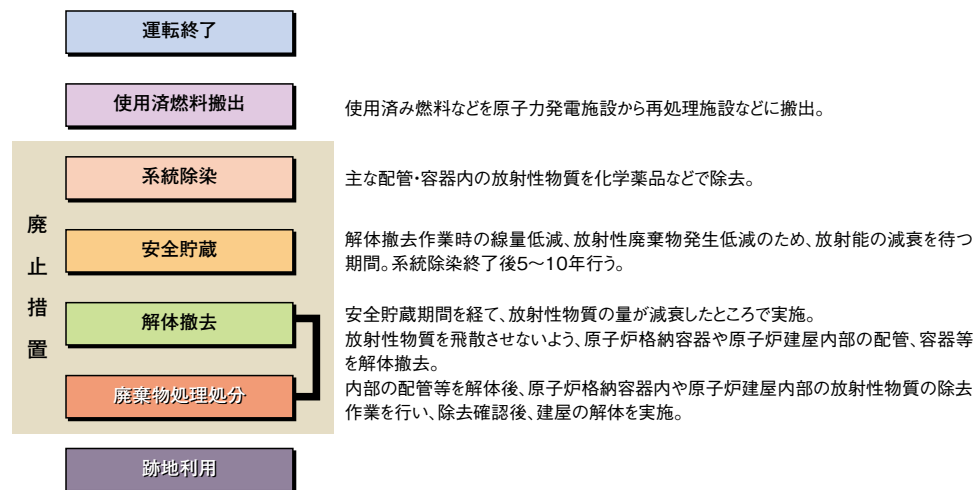 運転終了
使用済燃料搬出
使用済み燃料などを原子力発電施設から再処理施設などに搬出。
廃止措置
系統除染
主な配管・容器内の放射性物質を化学薬品などで除去。
安全貯蔵
解体撤去作業時の線量低減、放射性廃棄物発生低減のため、放射能の減衰を待つ
期間。系統除染終了後5～10年行う。
解体撤去
安全貯蔵期間を経て、放射性物質の量が減衰したところで実施。
放射性物質を飛散させないよう、原子炉格納容器や原子炉建屋内部の配管、容器等
を解体撤去。
廃棄物処理処分
内部の配管等を解体後、原子炉格納容器内や原子炉建屋内部の放射性物質の除去
作業を行い、除去確認後、建屋の解体を実施。
跡地利用